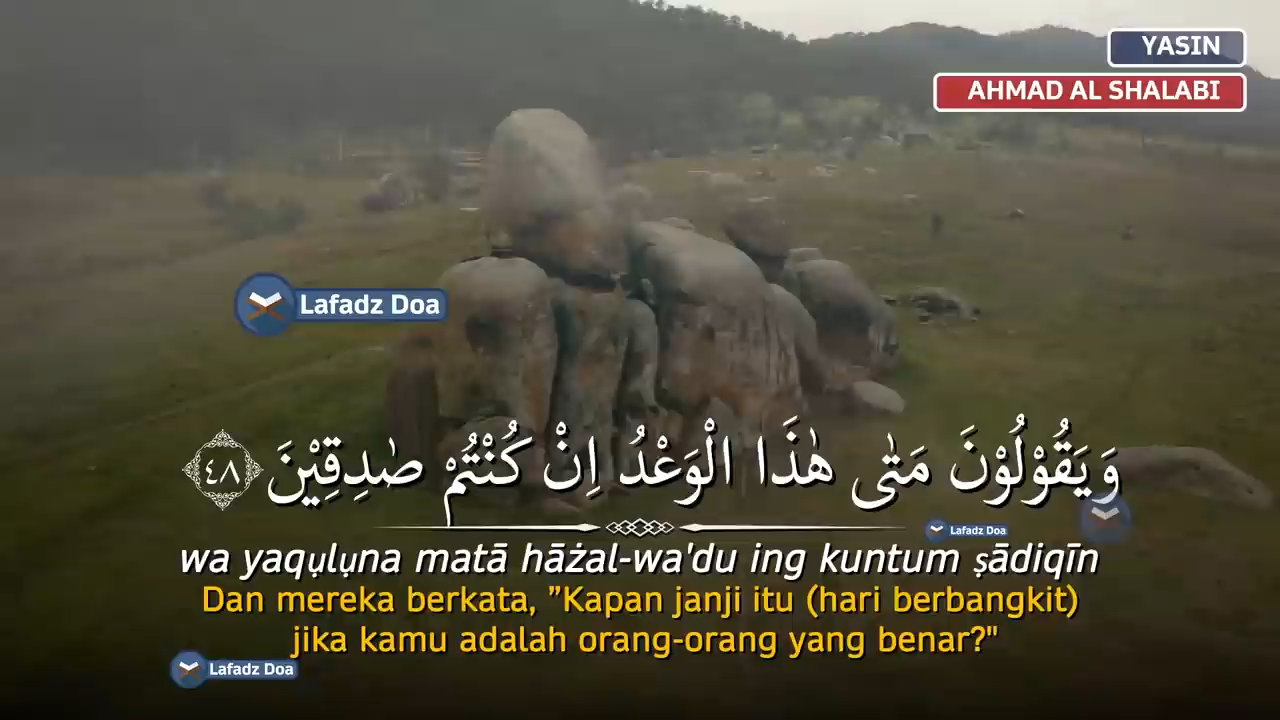 YASIN
AHMAD AL SHALABI
Lafadz Doa
وَيَقُوْلُوْنَ مَتٰى هٰذَا الْوَعْدُ اِنْ كُنْتُمْ صٰدِقِيْنَ ٤٨
Lafadz Doa
wa yaqụlụna matā hāżal-wa'du ing kuntum ṣādiqīn
Dan mereka berkata, ”Kapan janji itu (hari berbangkit)
jika kamu adalah orang-orang yang benar?"
Lafadz Doa